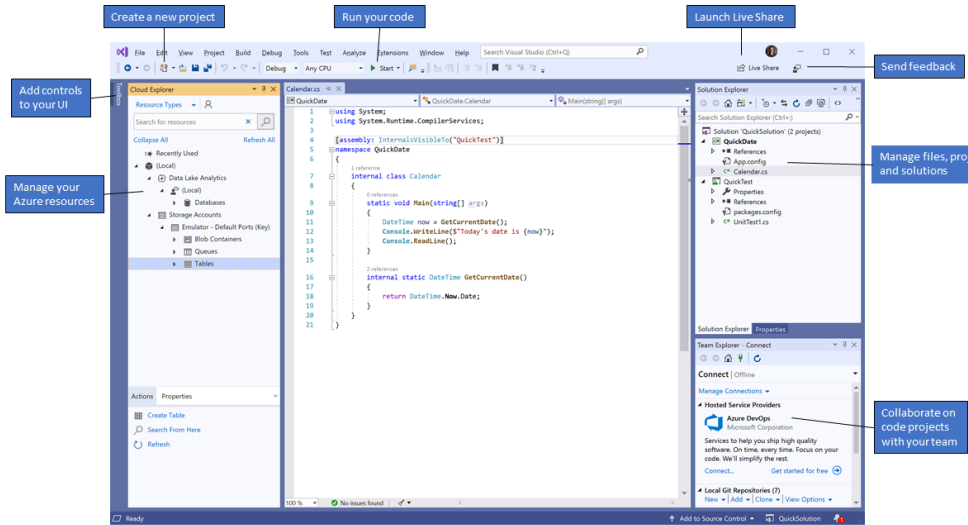 Create a new project
Run your code
Launch Live Share
Send feedback
Add controls
to your UI
Manage your
Azure resources
Manage files, proj
and solutions
Collaborate on
code projects
with your team
File Edit View Project Build Debug Tools Test Analyze Extensions Window Help
Search Visual Studio (Ctrl+Q)
Debug Any CPU Start
Live Share
Toolbox
Cloud Explorer
Resource Types
Search for resources
Collapse All Refresh All
Recently Used
(Local)
Data Lake Analytics
(Local)
Databases
Storage Accounts
Emulator - Default Ports (Key)
Blob Containers
Queues
Tables
Actions Properties
Create Table
Search From Here
Refresh
Calendar.cs
QuickDate QuickDate.Calendar Main(string[] args)
1 using System;
2 using System.Runtime.CompilerServices;
3
4 [assembly: InternalsVisibleTo("QuickTest")]
5 namespace QuickDate
6 {
1 reference
7 internal class Calendar
8 {
0 references
9 static void Main(string[] args)
10 {
11 DateTime now = GetCurrentDate();
12 Console.WriteLine($"Today's date is {now}");
13 Console.ReadLine();
14 }
15
2 references
16 internal static DateTime GetCurrentDate()
17 {
18 return DateTime.Now.Date;
19 }
20 }
21 }
100 % No issues found
Solution Explorer
Search Solution Explorer (Ctrl+;)
Solution 'QuickSolution' (2 projects)
QuickDate
References
App.config
Calendar.cs
QuickTest
Properties
References
packages.config
UnitTest1.cs
Solution Explorer Properties
Team Explorer - Connect
Connect | Offline
Manage Connections
Hosted Service Providers
Azure DevOps
Microsoft Corporation
Services to help you ship high quality
software. On time, every time. Focus on your
code. We'll simplify the rest.
Connect... Get started for free
Local Git Repositories (7)
New | Add | Clone | View Options
Ready
Add to Source Control QuickSolution 1